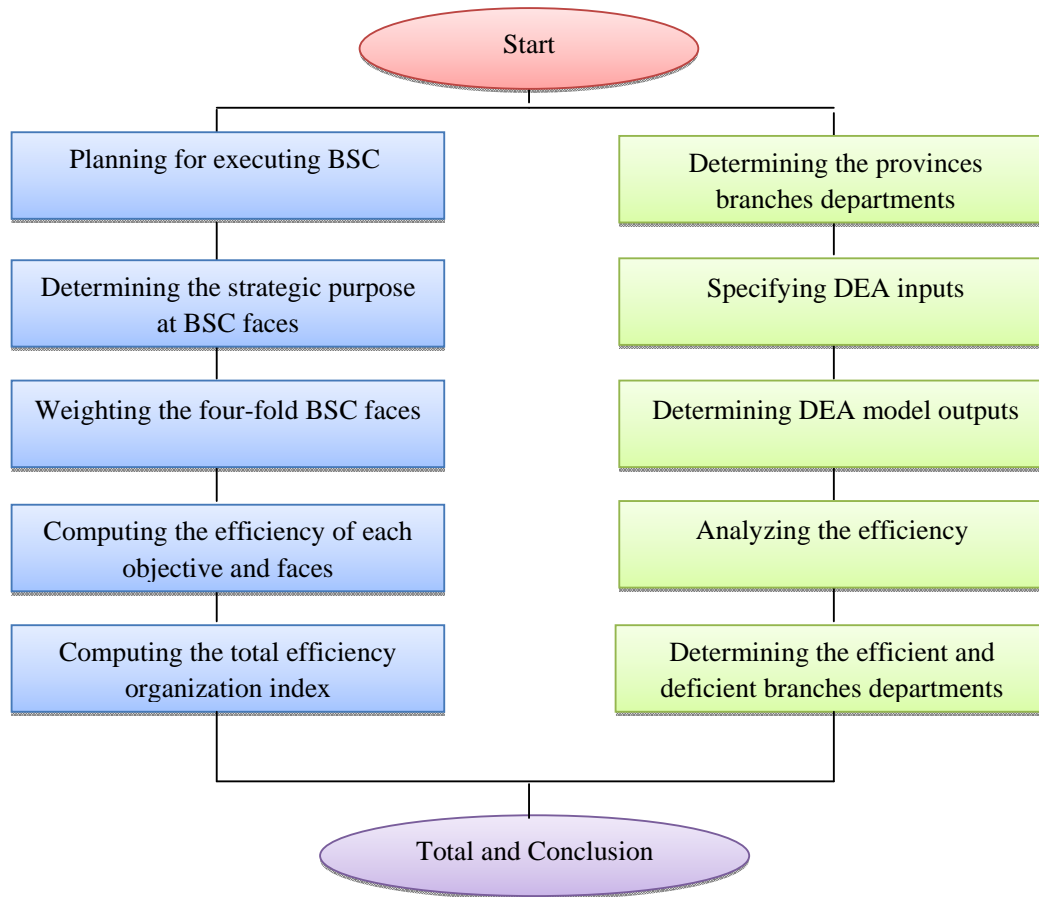 Start
Planning for executing BSC
Determining the strategic purpose
at BSC faces
Weighting the four-fold BSC faces
Computing the efficiency of each
objective and faces
Computing the total efficiency
organization index
Determining the provinces
branches departments
Specifying DEA inputs
Determining DEA model outputs
Analyzing the efficiency
Determining the efficient and
deficient branches departments
Total and Conclusion